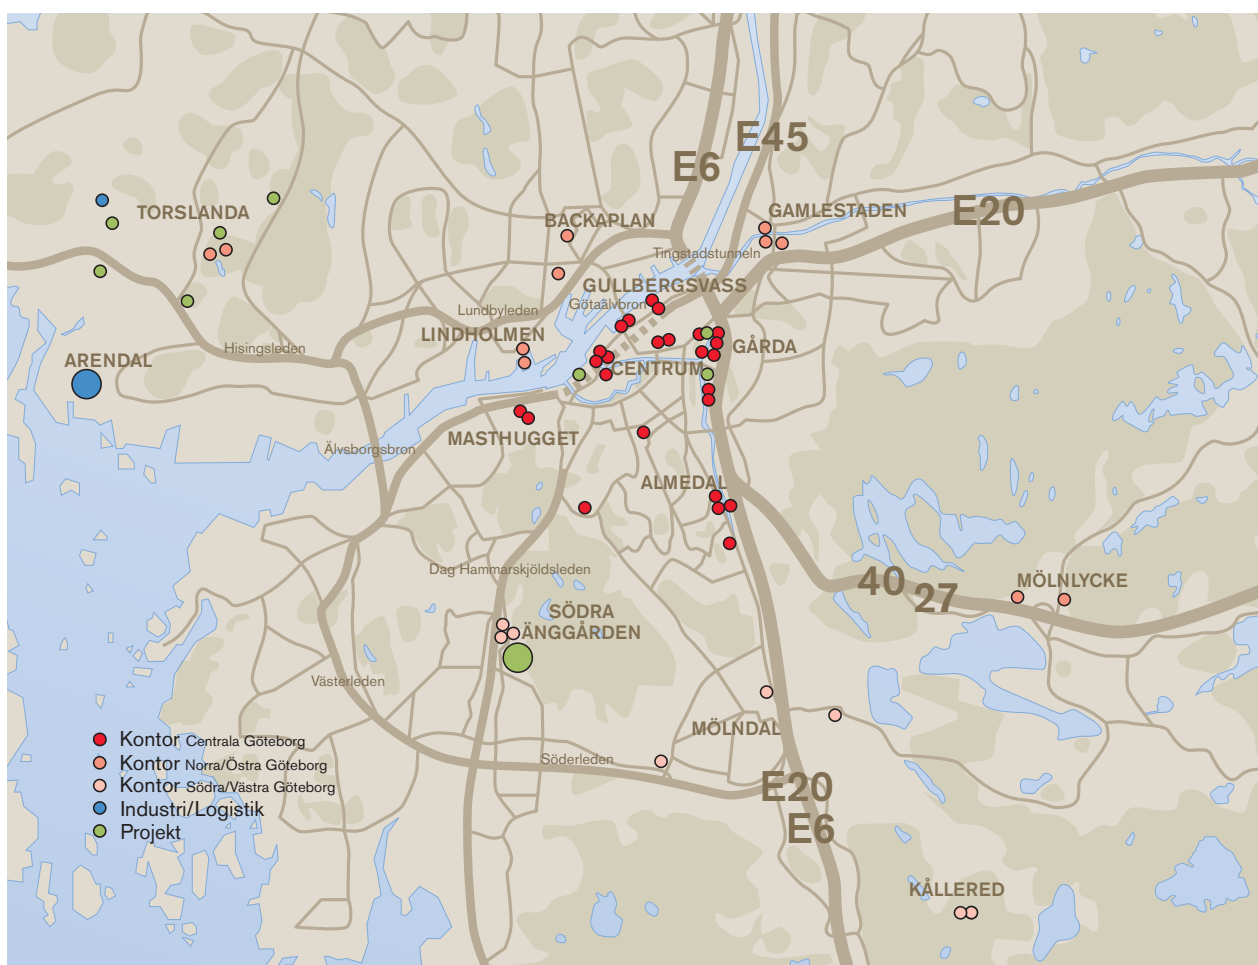 E45
E6
TORSLANDA
BACKAPLAN
GAMLESTADEN
E20
Tingstadstunneln
GULLBERGSVASS
Götaälvbron
Lundbyleden
LINDHOLMEN
Hisingsleden
GÅRDA
ARENDAL
CENTRUM
MASTHUGGET
Älvsborgsbron
ALMEDAL
Dag Hammarskjöldsleden
40
27
MÖLNLYCKE
SÖDRA
ÄNGGÅRDEN
Västerleden
MÖLNDAL
Söderleden
E20
E6
KÅLLERED
Kontor Centrala Göteborg
Kontor Norra/Östra Göteborg
Kontor Södra/Västra Göteborg
Industri/Logistik
Projekt